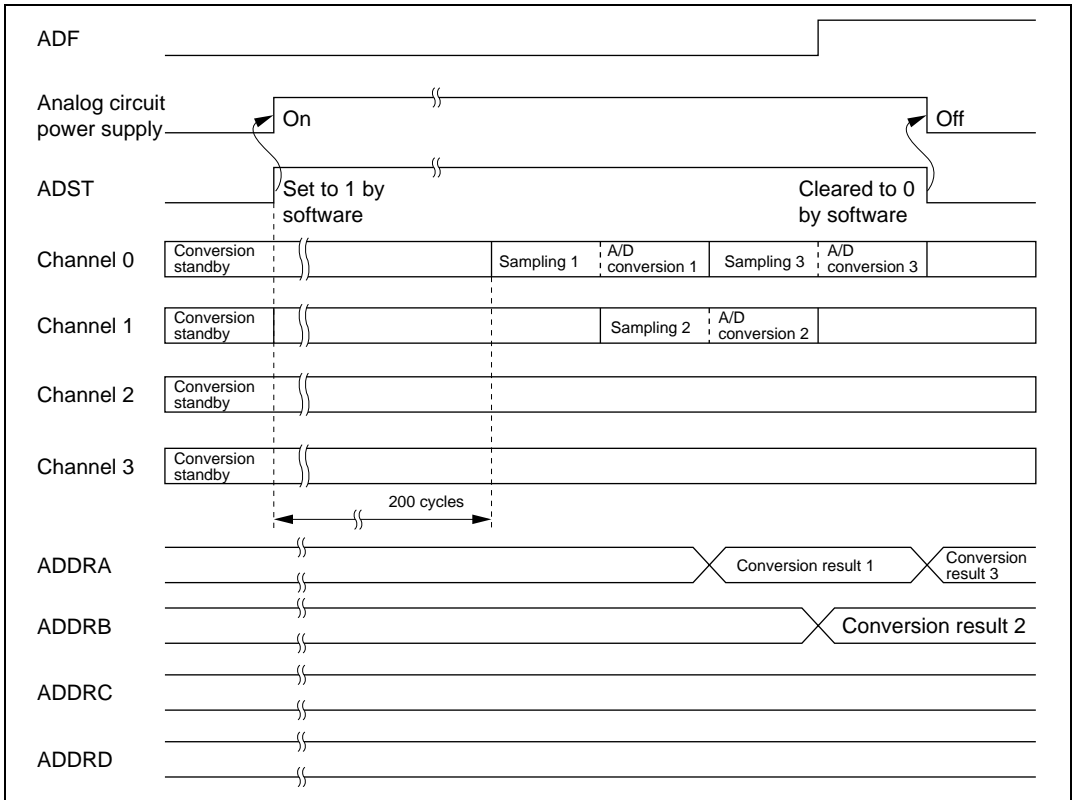 ADF
Analog circuit
power supply
On
Off
ADST
Set to 1 by
software
Cleared to 0
by software
Channel 0
Conversion
standby
Sampling 1
A/D
conversion 1
Sampling 3
A/D
conversion 3
Channel 1
Conversion
standby
Sampling 2
A/D
conversion 2
Channel 2
Conversion
standby
Channel 3
Conversion
standby
200 cycles
ADDRA
Conversion result 1
Conversion
result 3
ADDRB
Conversion result 2
ADDRC
ADDRD